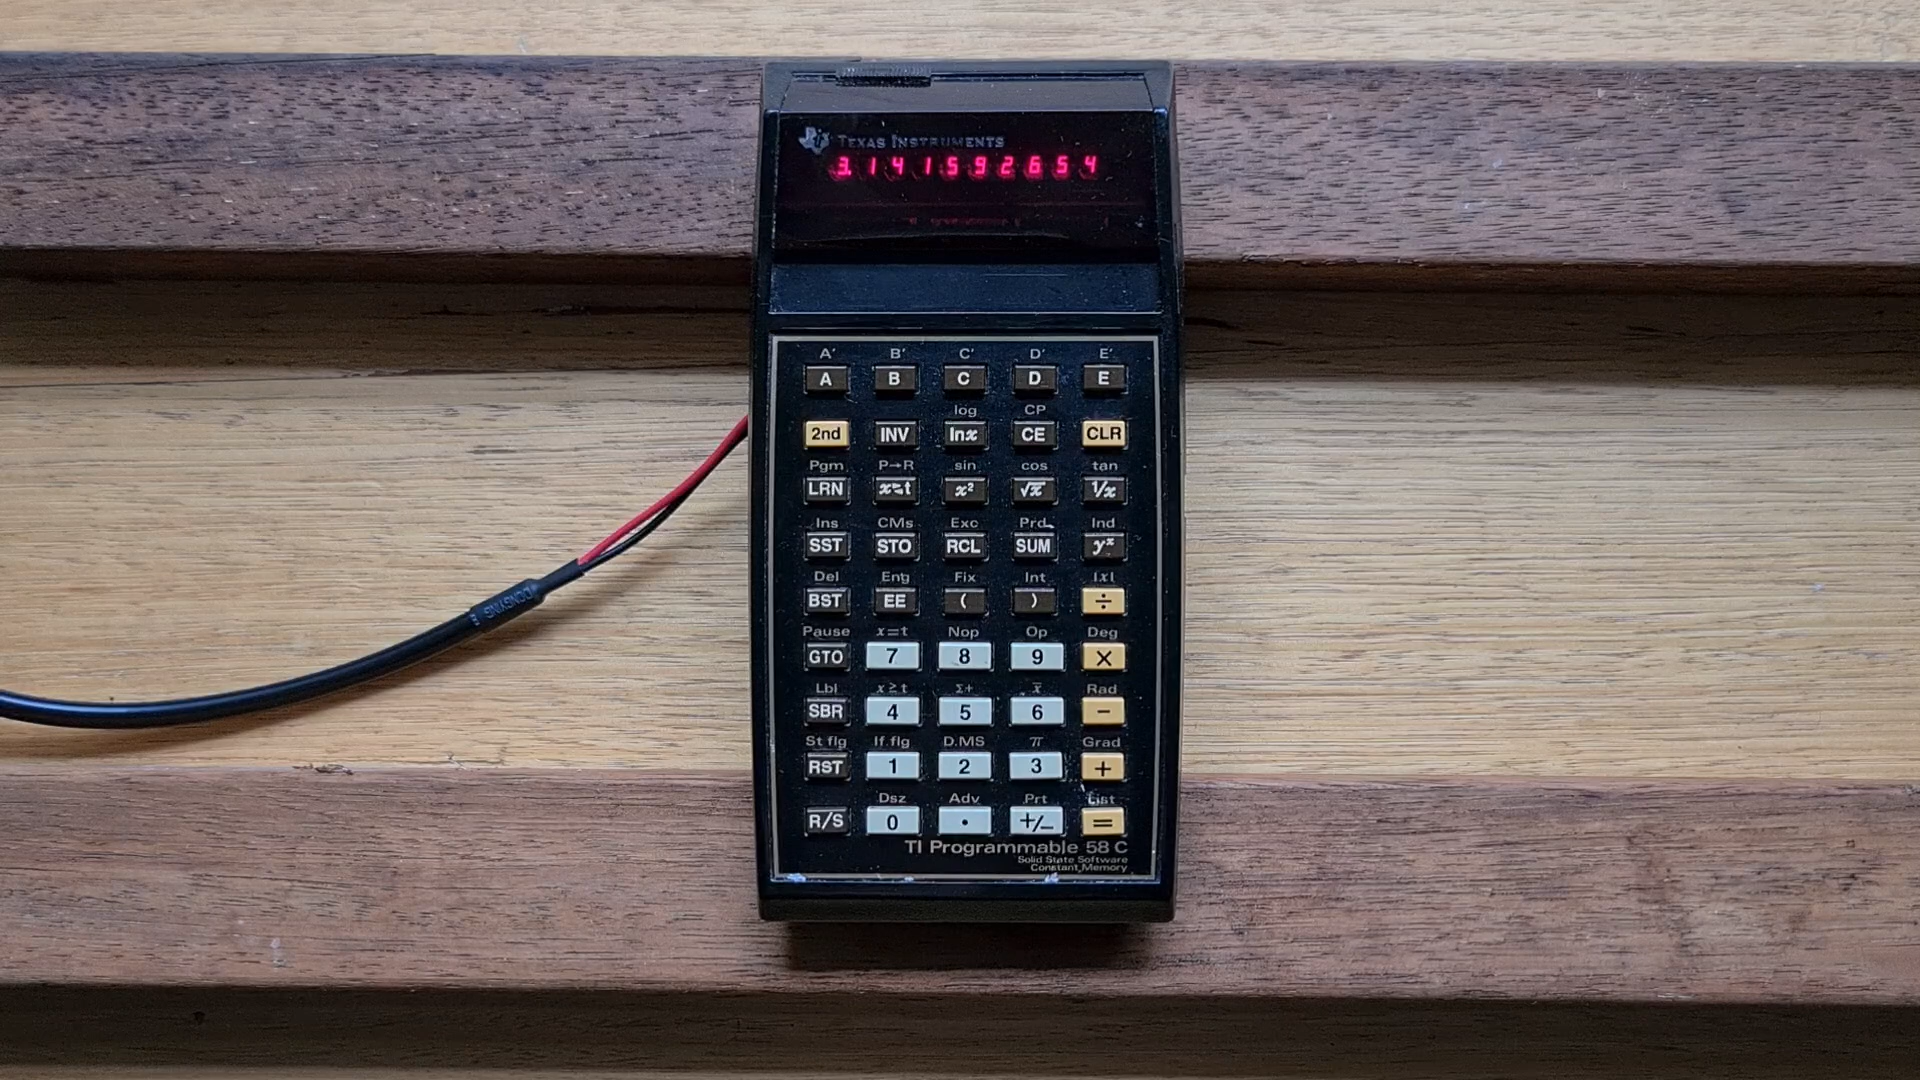 TEXAS INSTRUMENTS
3.141592654
A' B' C' D' E'
A B C D E
log CP
2nd INV lnx CE CLR
Pgm P→R sin cos tan
LRN x⇄t x² √x 1/x
Ins CMs Exc Prd Ind
SST STO RCL SUM yˣ
Del Eng Fix Int |x|
BST EE ( ) ÷
Pause x=t Nop Op Deg
GTO 7 8 9 ×
Lbl x≥t Σ+ x̄ Rad
SBR 4 5 6 −
St flg If flg D.MS π Grad
RST 1 2 3 +
Dsz Adv Prt List
R/S 0 . +/− =
TI Programmable 58 C
Solid State Software
Constant Memory